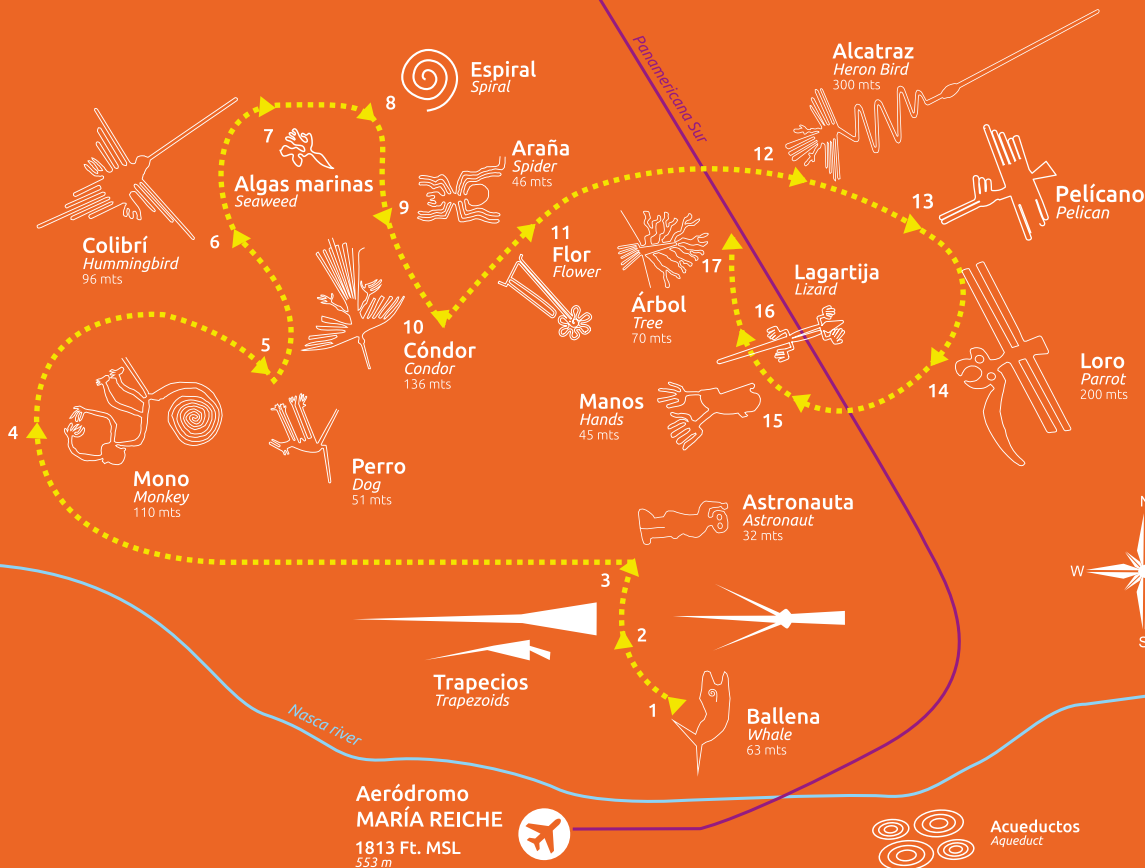 Alcatraz
Heron Bird
300 mts
Panamericana Sur
8
Espiral
Spiral
7
Algas marinas
Seaweed
Araña
Spider
46 mts
12
Pelícano
Pelican
13
9
6
Colibrí
Hummingbird
96 mts
11
Flor
Flower
17
Árbol
Tree
70 mts
Lagartija
Lizard
16
10
Cóndor
Condor
136 mts
5
Loro
Parrot
200 mts
14
Manos
Hands
45 mts
15
4
Mono
Monkey
110 mts
Perro
Dog
51 mts
Astronauta
Astronaut
32 mts
3
W
2
Trapecios
Trapezoids
1
Ballena
Whale
63 mts
Nasca river
Aeródromo
MARÍA REICHE
1813 Ft. MSL
553 m
Acueductos
Aqueduct